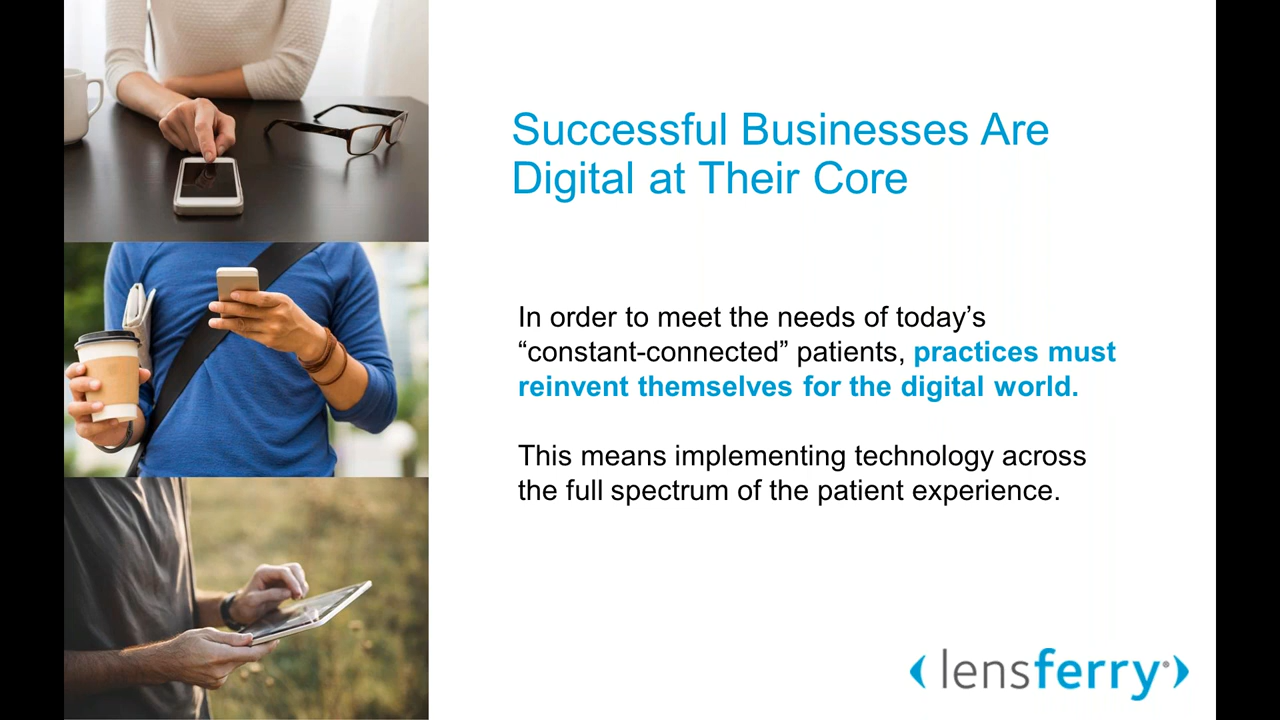 Successful Businesses Are
Digital at Their Core
In order to meet the needs of today’s
“constant-connected” patients, practices must
reinvent themselves for the digital world.
This means implementing technology across
the full spectrum of the patient experience.
lensferry®